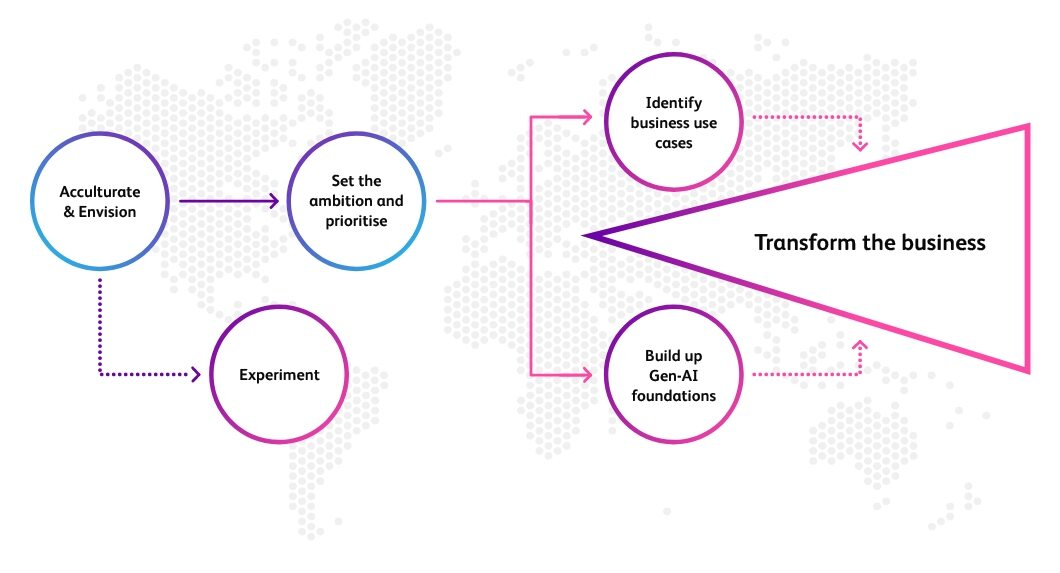 Acculturate
& Envision
Set the
ambition and
prioritise
Experiment
Identify
business use
cases
Build up
Gen-AI
foundations
Transform the business